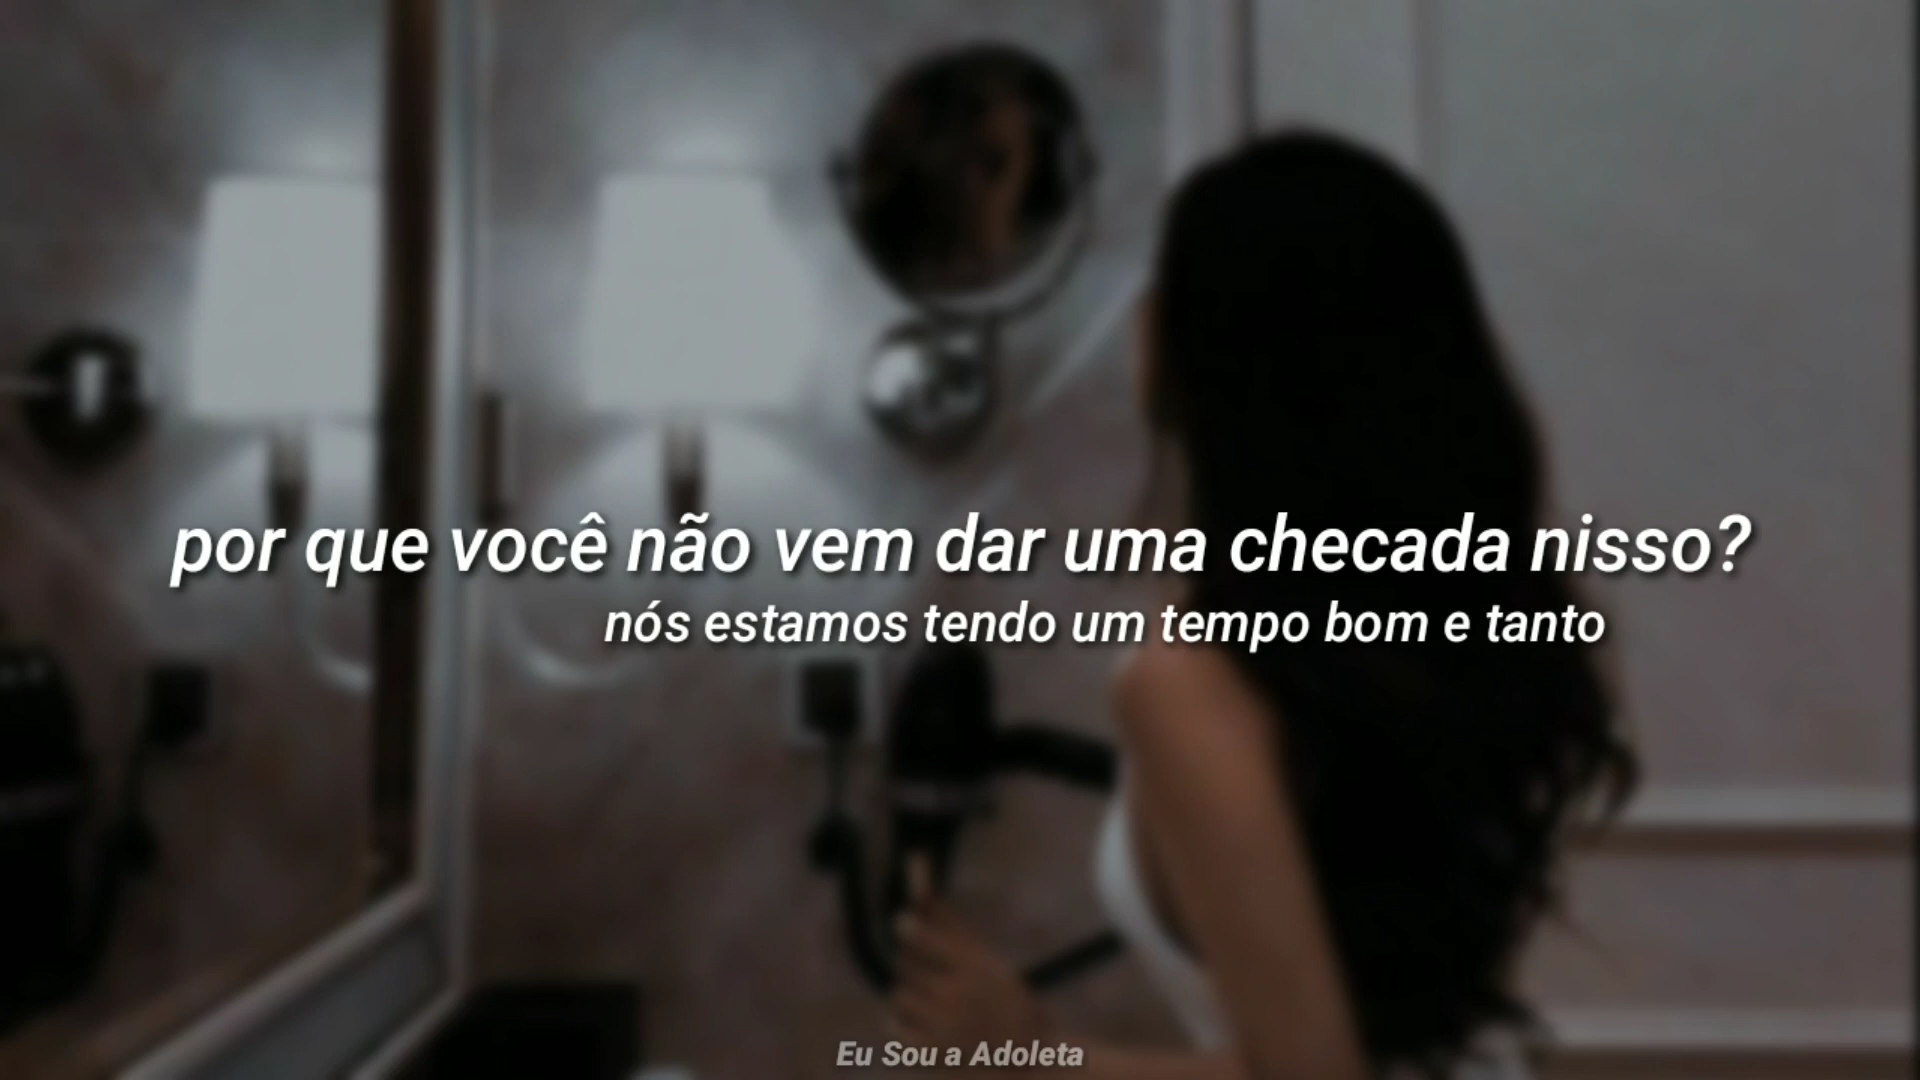 por que você não vem dar uma checada nisso?
nós estamos tendo um tempo bom e tanto
Eu Sou a Adoleta